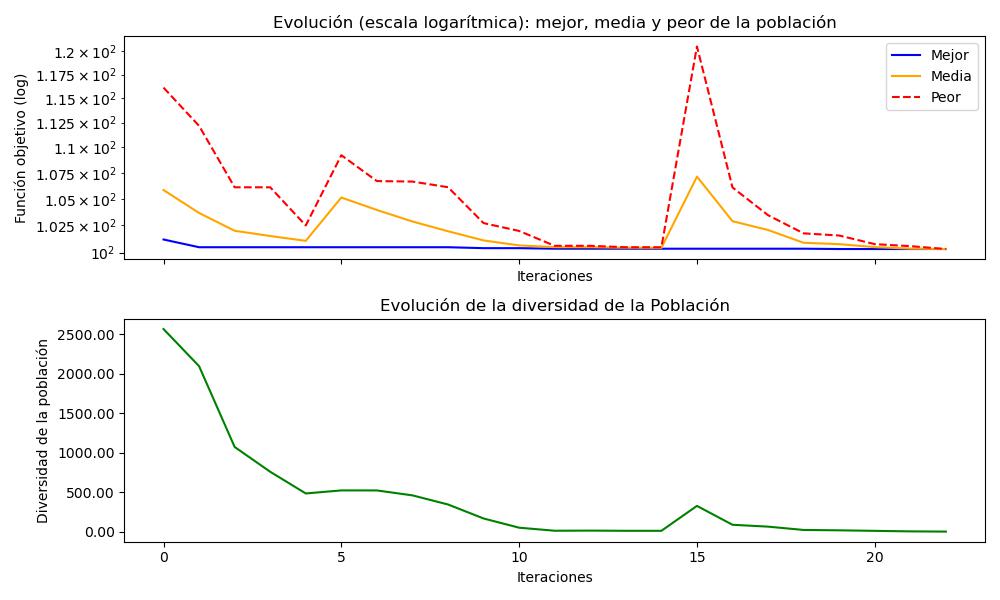 Evolución (escala logarítmica): mejor, media y peor de la población
Función objetivo (log)
1.2 × 10²
1.175 × 10²
1.15 × 10²
1.125 × 10²
1.1 × 10²
1.075 × 10²
1.05 × 10²
1.025 × 10²
10²
Mejor
Media
Peor
Iteraciones
Evolución de la diversidad de la Población
Diversidad de la población
2500.00
2000.00
1500.00
1000.00
500.00
0.00
0 5 10 15 20
Iteraciones